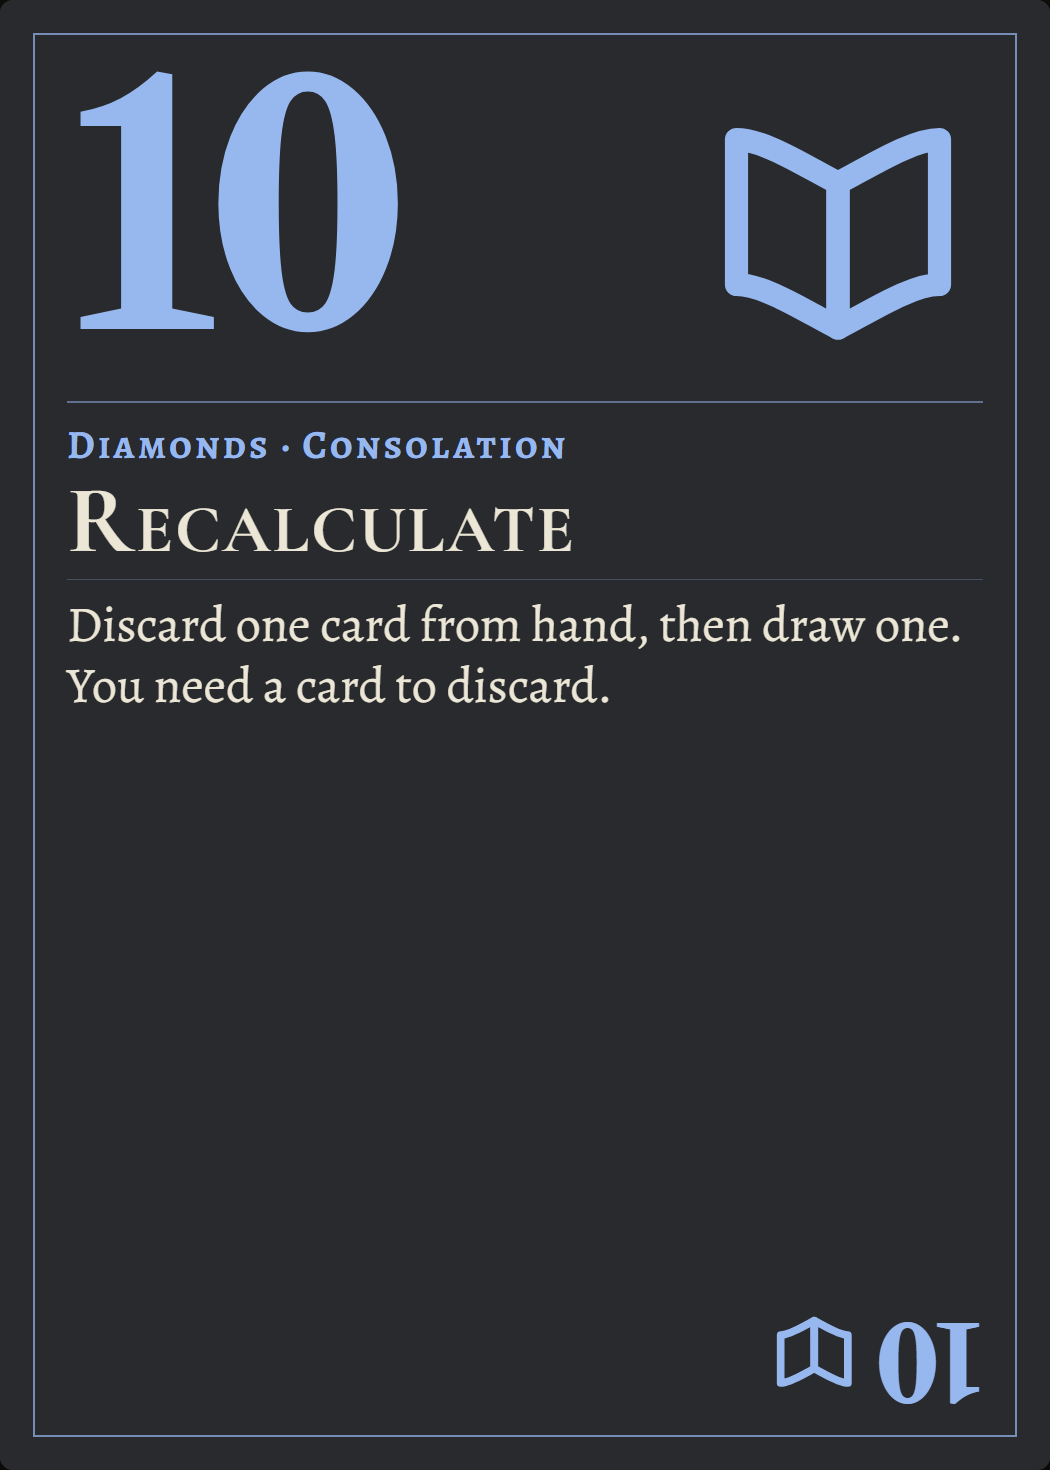 10
Diamonds · Consolation
Recalculate
Discard one card from hand, then draw one.
You need a card to discard.
10